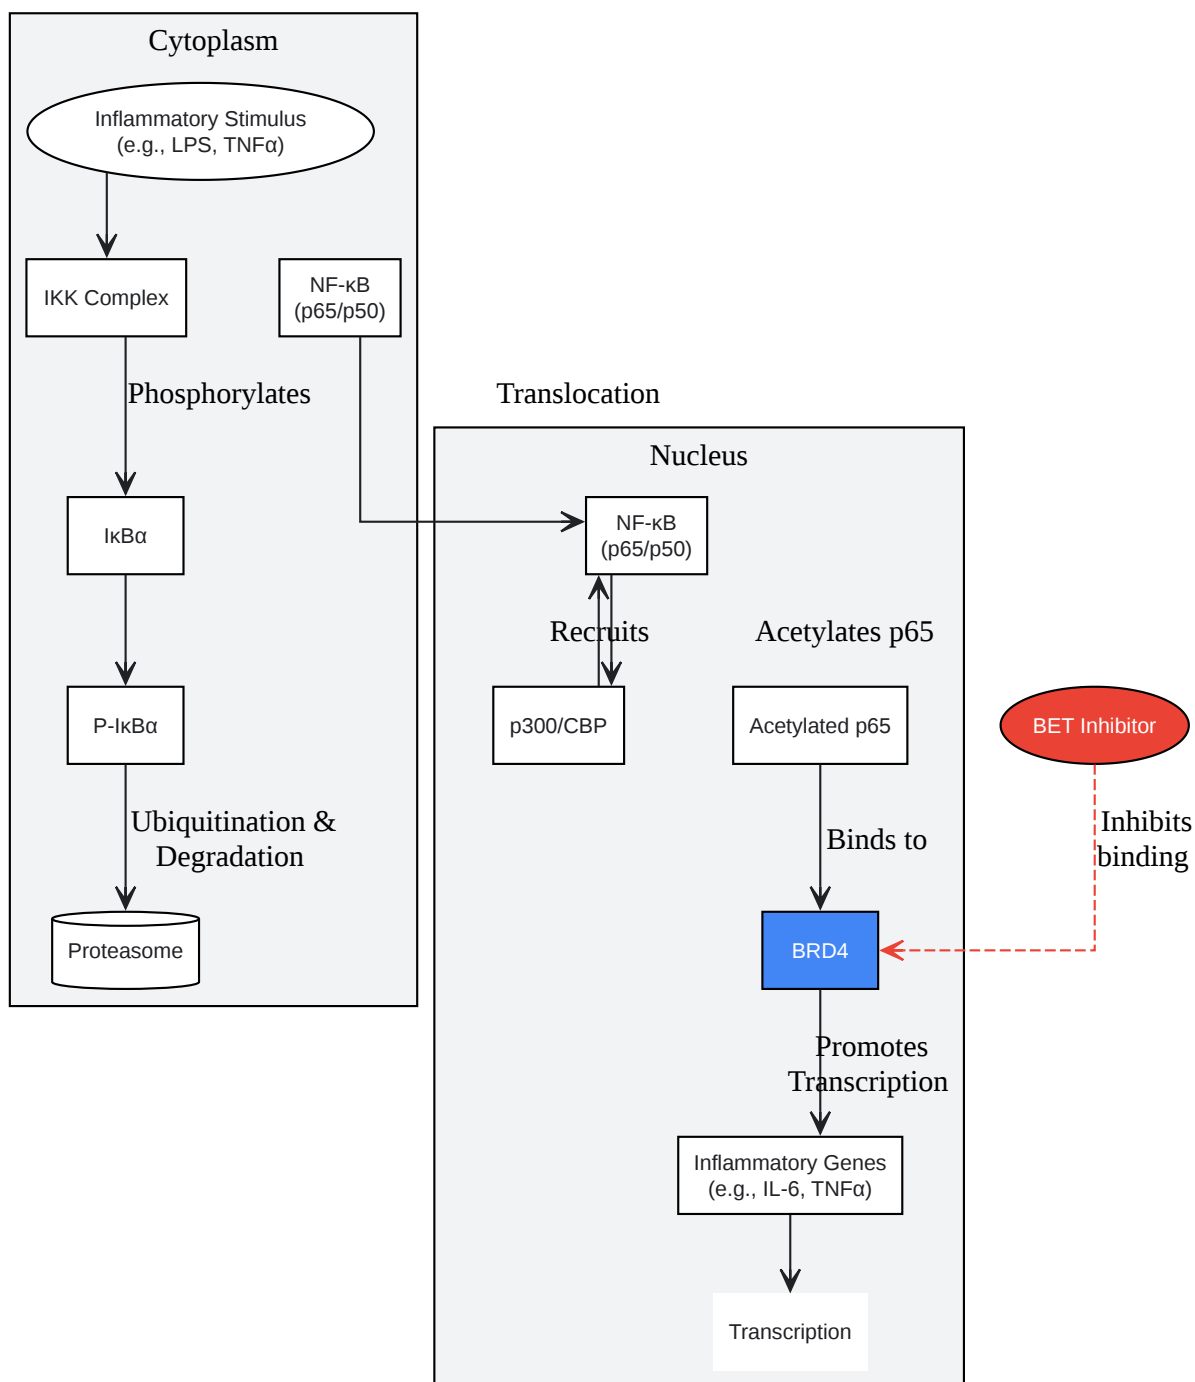 Cytoplasm
Inflammatory Stimulus
(e.g., LPS, TNFα)
IKK Complex
NF-κB
(p65/p50)
Phosphorylates
IκBα
P-IκBα
Ubiquitination &
Degradation
Proteasome
Translocation
Nucleus
NF-κB
(p65/p50)
Recruits
Acetylates p65
p300/CBP
Acetylated p65
Binds to
BRD4
Promotes
Transcription
Inflammatory Genes
(e.g., IL-6, TNFα)
Transcription
BET Inhibitor
Inhibits
binding